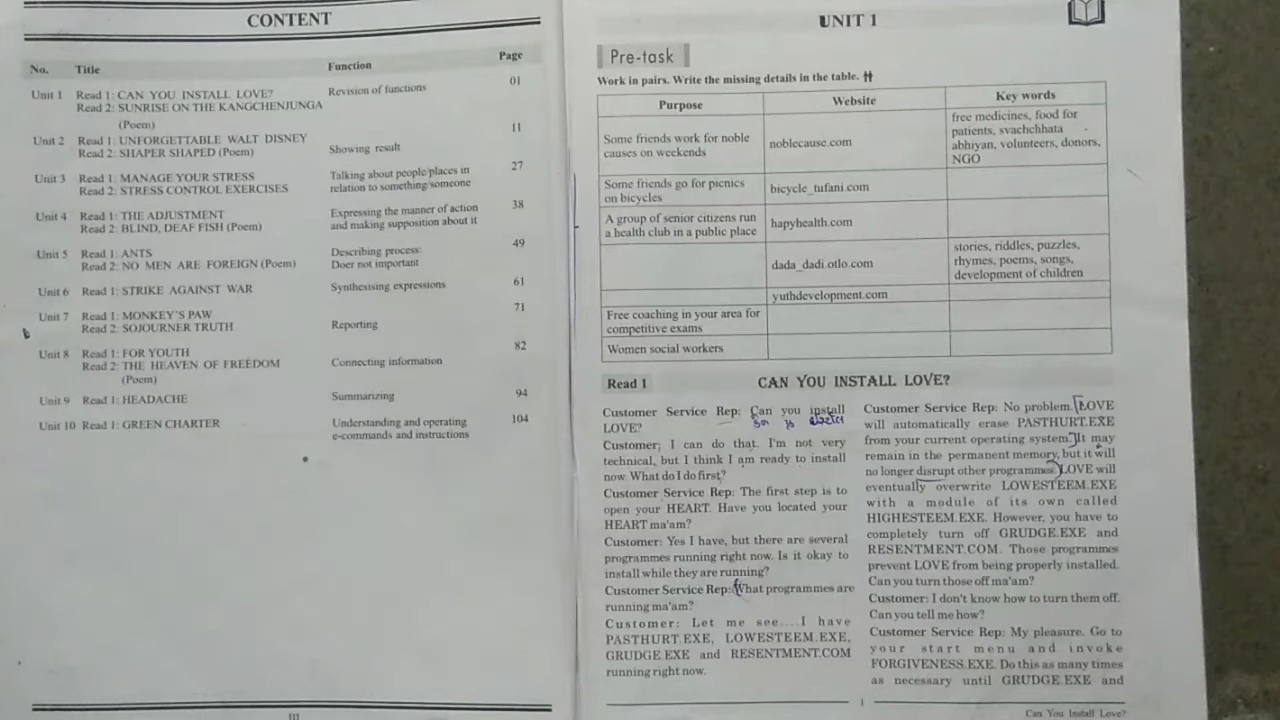 CONTENT
No. Title Function Page
Unit 1 Read 1: CAN YOU INSTALL LOVE? Revision of functions 01
Read 2: SUNRISE ON THE KANGCHENJUNGA
(Poem)
Unit 2 Read 1: UNFORGETTABLE WALT DISNEY 11
Read 2: SHAPER SHAPED (Poem) Showing result
Unit 3 Read 1: MANAGE YOUR STRESS Talking about people/places in 27
Read 2: STRESS CONTROL EXERCISES relation to something/someone
Unit 4 Read 1: THE ADJUSTMENT Expressing the manner of action 38
Read 2: BLIND, DEAF FISH (Poem) and making supposition about it
Unit 5 Read 1: ANTS Describing process: 49
Read 2: NO MEN ARE FOREIGN (Poem) Doer not important
Unit 6 Read 1: STRIKE AGAINST WAR Synthesising expressions 61
Unit 7 Read 1: MONKEY'S PAW 71
Read 2: SOJOURNER TRUTH Reporting
Unit 8 Read 1: FOR YOUTH 82
Read 2: THE HEAVEN OF FREEDOM Connecting information
(Poem)
Unit 9 Read 1: HEADACHE Summarizing 94
Unit 10 Read 1: GREEN CHARTER Understanding and operating 104
e-commands and instructions
III
UNIT 1
Pre-task
Work in pairs. Write the missing details in the table.
Purpose Website Key words
Some friends work for noble
causes on weekends
noblecause.com
free medicines, food for
patients, svachchhata
abhiyan, volunteers, donors,
NGO
Some friends go for picnics
on bicycles
bicycle_tufani.com
A group of senior citizens run
a health club in a public place
hapyhealth.com
dada_dadi.otlo.com
stories, riddles, puzzles,
rhymes, poems, songs,
development of children
yuthdevelopment.com
Free coaching in your area for
competitive exams
Women social workers
Read 1 CAN YOU INSTALL LOVE?
Customer Service Rep: Can you install
LOVE?
Customer: I can do that. I'm not very
technical, but I think I am ready to install
now. What do I do first?
Customer Service Rep: The first step is to
open your HEART. Have you located your
HEART ma'am?
Customer: Yes I have, but there are several
programmes running right now. Is it okay to
install while they are running?
Customer Service Rep: What programmes are
running ma'am?
Customer: Let me see....I have
PASTHURT.EXE, LOWESTEEM.EXE,
GRUDGE.EXE and RESENTMENT.COM
running right now.
Customer Service Rep: No problem. LOVE
will automatically erase PASTHURT.EXE
from your current operating system. It may
remain in the permanent memory, but it will
no longer disrupt other programmes. LOVE will
eventually overwrite LOWESTEEM.EXE
with a module of its own called
HIGHESTEEM.EXE. However, you have to
completely turn off GRUDGE.EXE and
RESENTMENT.COM. Those programmes
prevent LOVE from being properly installed.
Can you turn those off ma'am?
Customer: I don't know how to turn them off.
Can you tell me how?
Customer Service Rep: My pleasure. Go to
your start menu and invoke
FORGIVENESS.EXE. Do this as many times
as necessary until GRUDGE.EXE and
1
Can You Install Love?